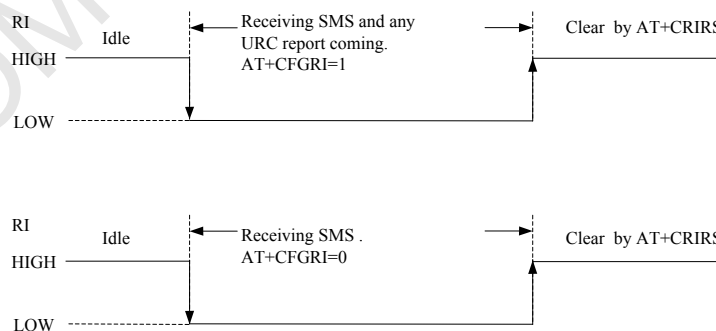 RI
Idle
Receiving SMS and any
URC report coming.
AT+CFGRI=1
Clear by AT+CRIRS
HIGH
LOW
RI
Idle
Receiving SMS .
AT+CFGRI=0
Clear by AT+CRIRS
HIGH
LOW